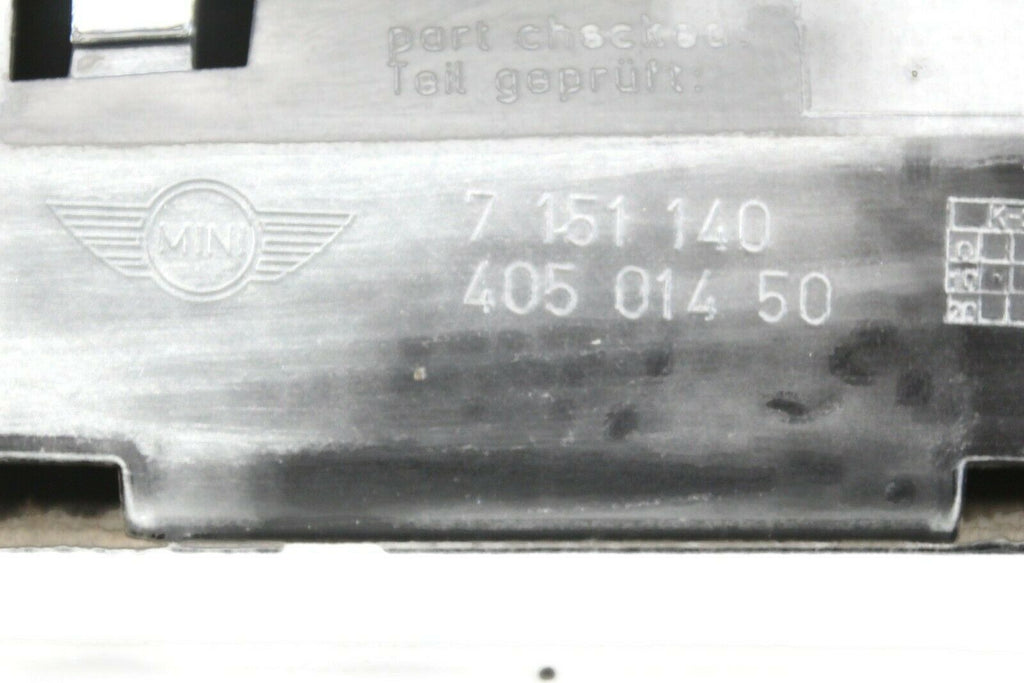 part checked:
Teil geprüft:
MINI
7 151 140
405 014 50